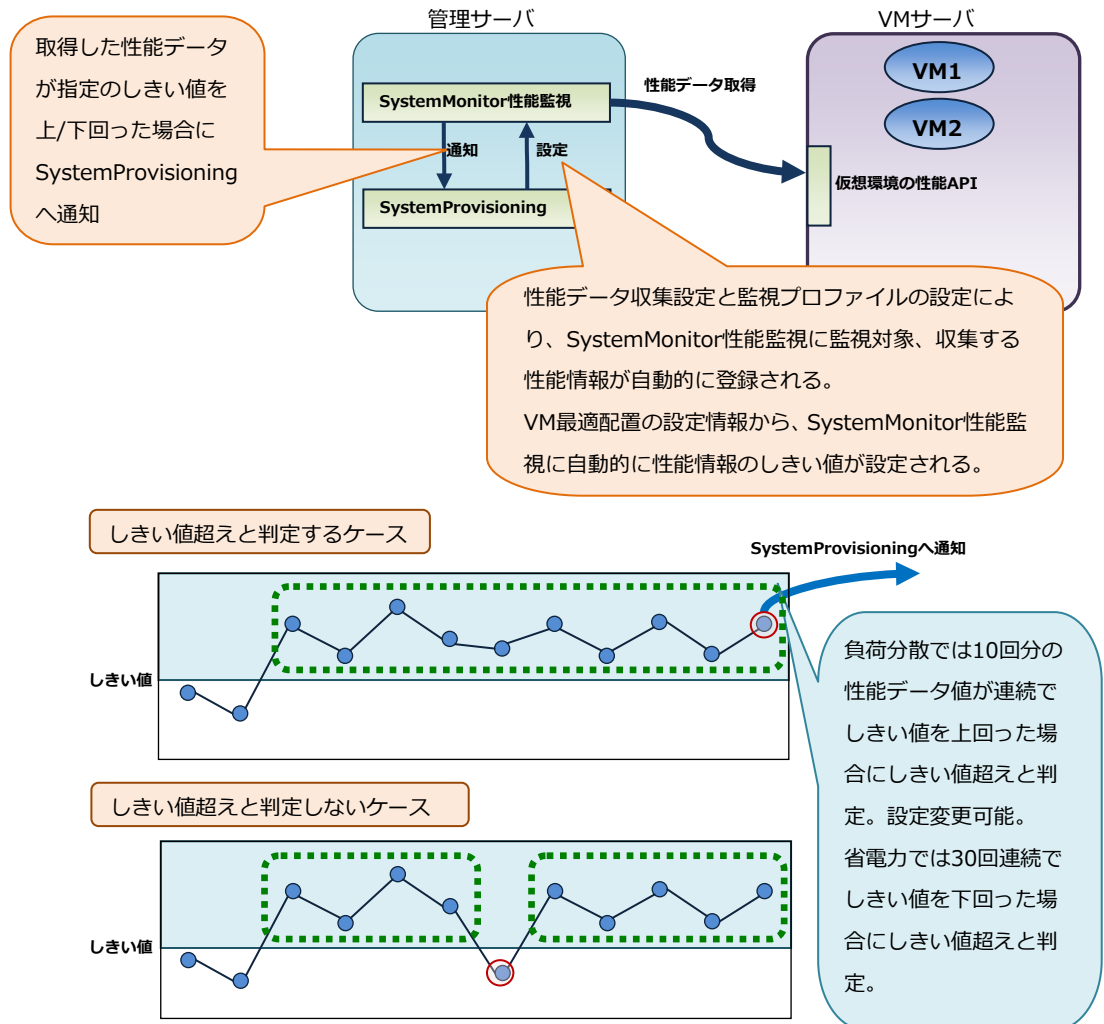 管理サーバ
VMサーバ
取得した性能データ
が指定のしきい値を
上/下回った場合に
SystemProvisioning
へ通知
SystemMonitor性能監視
通知
設定
SystemProvisioning
性能データ取得
VM1
VM2
仮想環境の性能API
性能データ収集設定と監視プロファイルの設定によ
り、SystemMonitor性能監視に監視対象、収集する
性能情報が自動的に登録される。
VM最適配置の設定情報から、SystemMonitor性能監
視に自動的に性能情報のしきい値が設定される。
しきい値超えと判定するケース
SystemProvisioningへ通知
しきい値
負荷分散では10回分の
性能データ値が連続で
しきい値を上回った場
合にしきい値超えと判
定。設定変更可能。
省電力では30回連続で
しきい値を下回った場
合にしきい値超えと判
定。
しきい値超えと判定しないケース
しきい値